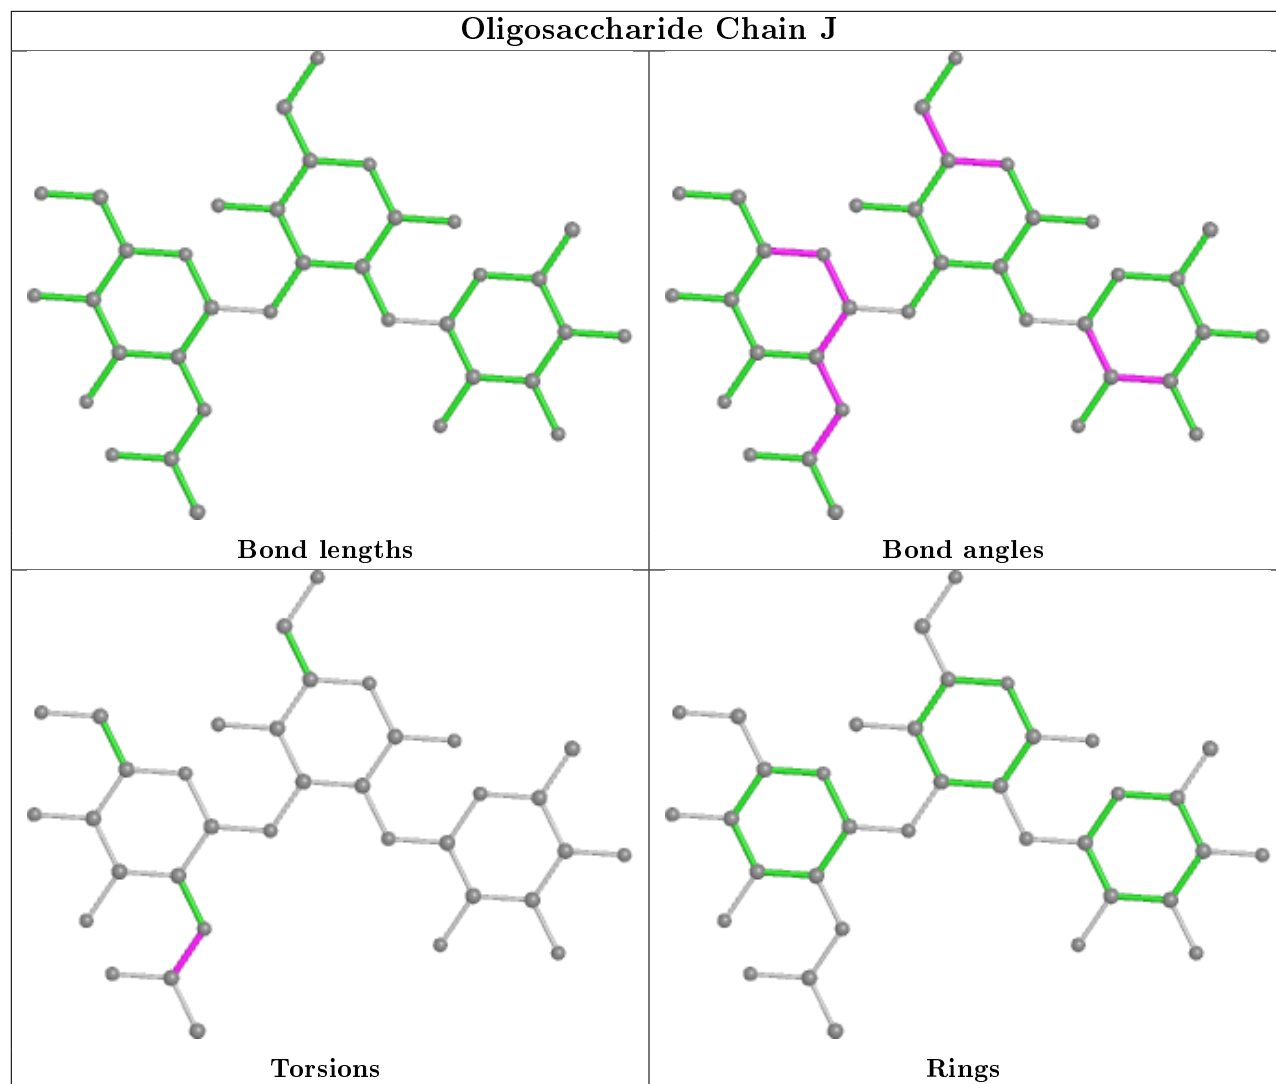 Oligosaccharide Chain J
Bond lengths
Bond angles
Torsions
Rings